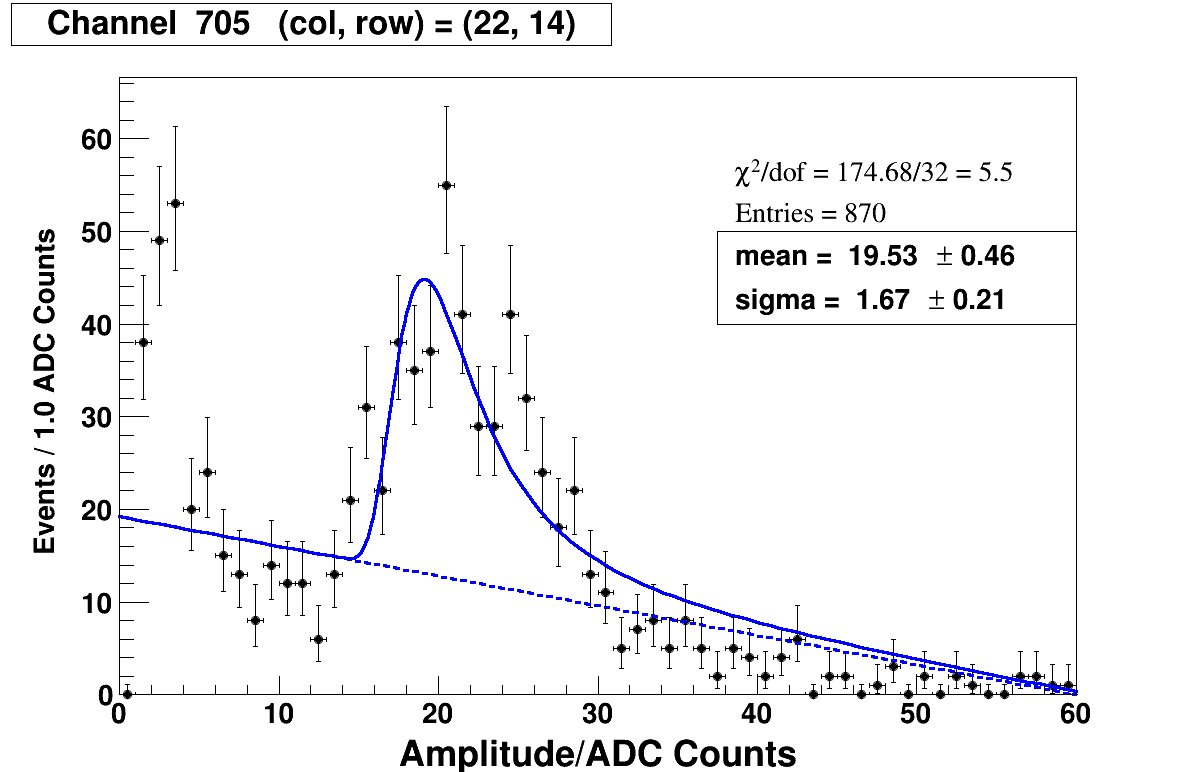 Channel 705 (col, row) = (22, 14)
χ²/dof = 174.68/32 = 5.5
Entries = 870
mean = 19.53 ± 0.46
sigma = 1.67 ± 0.21
Events / 1.0 ADC Counts
60
50
40
30
20
10
0
0 10 20 30 40 50 60
Amplitude/ADC Counts